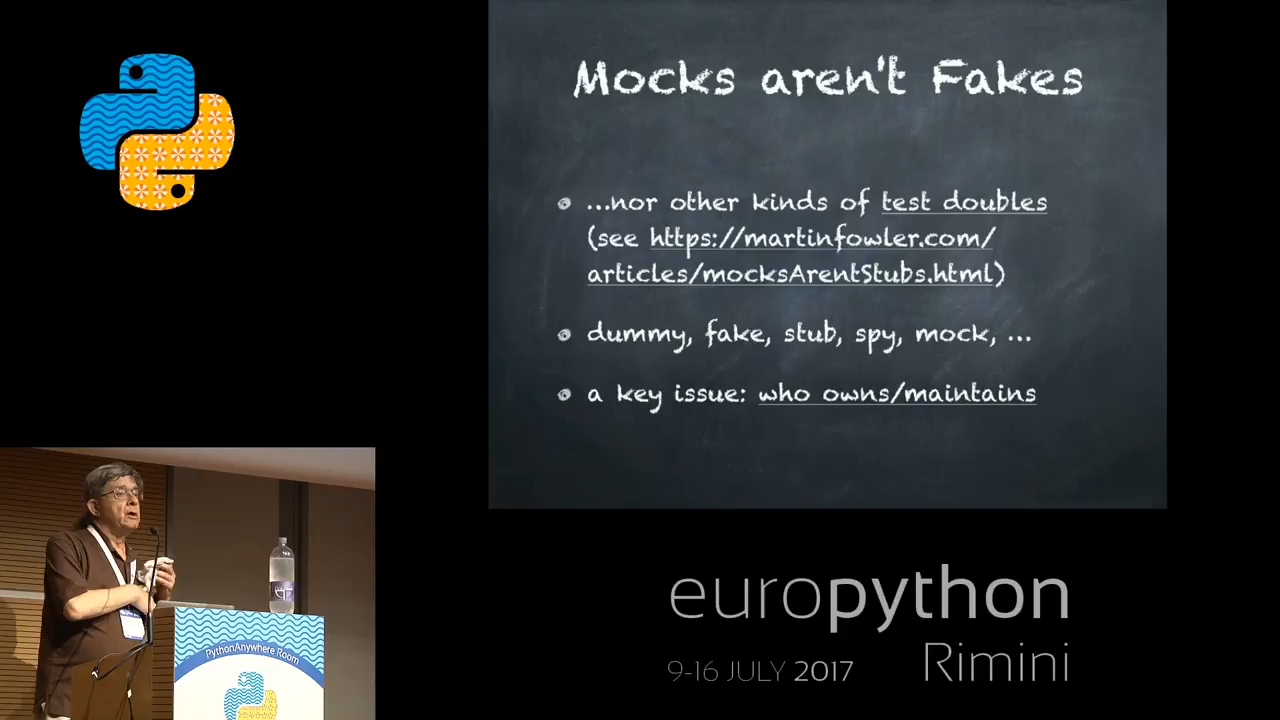 Mocks aren't Fakes
...nor other kinds of test doubles
(see https://martinfowler.com/
articles/mocksArentStubs.html)
dummy, fake, stub, spy, mock, ...
a key issue: who owns/maintains
PythonAnywhere Room
europython
9-16 JULY 2017 Rimini